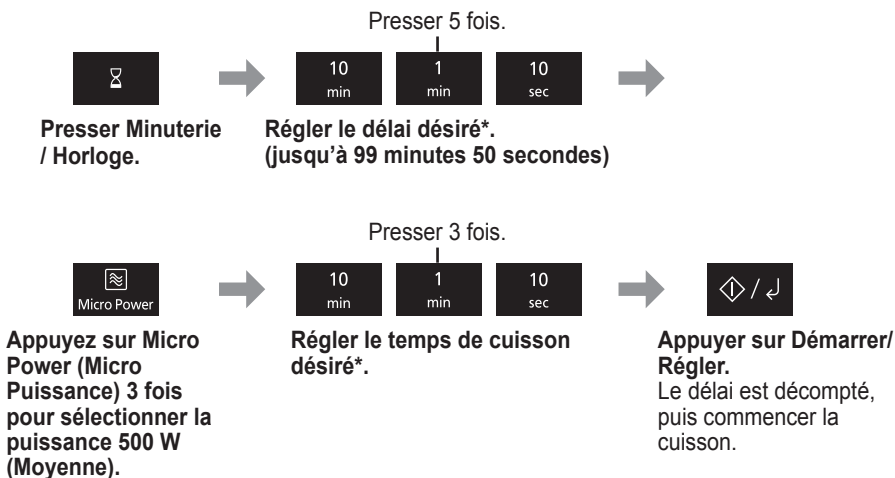 Presser 5 fois.
10 min
1 min
10 sec
Presser Minuterie
/ Horloge.
Régler le délai désiré*.
(jusqu'à 99 minutes 50 secondes)
Presser 3 fois.
Micro Power
10 min
1 min
10 sec
Appuyez sur Micro
Power (Micro
Puissance) 3 fois
pour sélectionner la
puissance 500 W
(Moyenne).
Régler le temps de cuisson
désiré*.
Appuyer sur Démarrer/
Régler.
Le délai est décompté,
puis commencer la
cuisson.